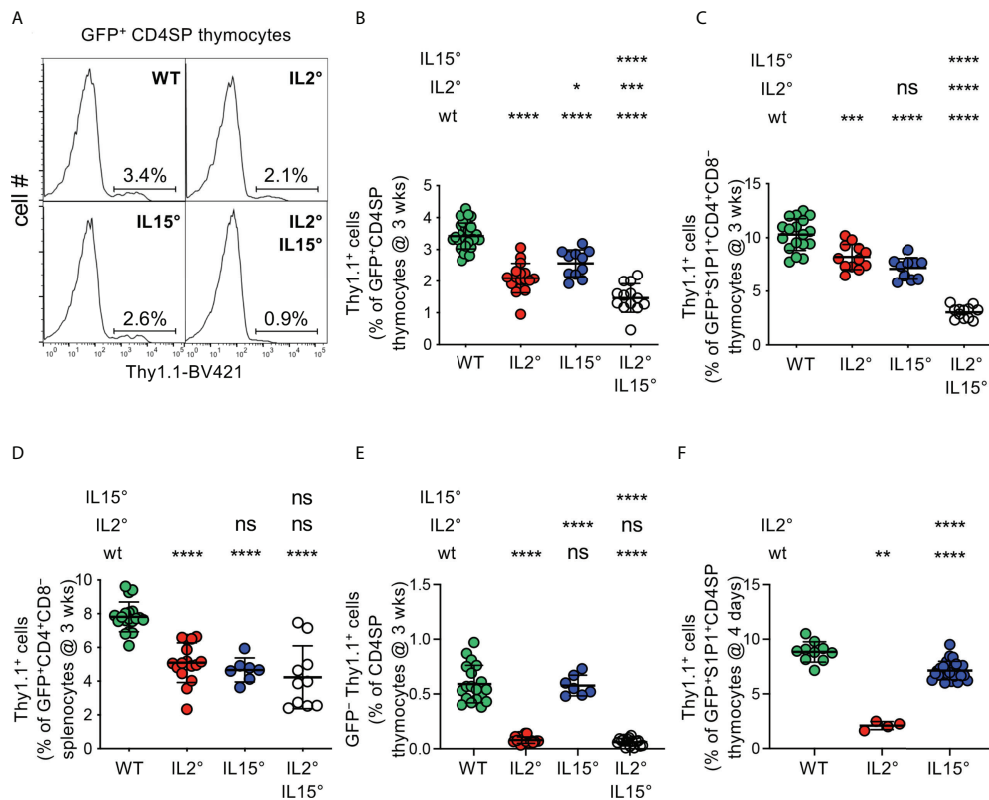 A
GFP⁺ CD4SP thymocytes
WT
3.4%
IL2°
2.1%
IL15°
2.6%
IL2°
IL15°
0.9%
cell #
10⁰ 10¹ 10² 10³ 10⁴ 10⁵
10⁰ 10¹ 10² 10³ 10⁴ 10⁵
Thy1.1-BV421
B
IL15° ****
IL2° * ***
wt **** **** ****
Thy1.1⁺ cells
(% of GFP⁺CD4SP
thymocytes @ 3 wks)
5
4
3
2
1
0
WT IL2° IL15° IL2°
IL15°
C
IL15° ****
IL2° ns ****
wt *** **** ****
Thy1.1⁺ cells
(% of GFP⁺S1P1⁺CD4⁺CD8⁻
thymocytes @ 3 wks)
15
10
5
0
WT IL2° IL15° IL2°
IL15°
D
IL15° ns
IL2° ns ns
wt **** **** ****
Thy1.1⁺ cells
(% of GFP⁺CD4⁺CD8⁻
splenocytes @ 3 wks)
10
8
6
4
2
0
WT IL2° IL15° IL2°
IL15°
E
IL15° ****
IL2° **** ns
wt **** ns ****
GFP⁻ Thy1.1⁺ cells
(% of CD4SP
thymocytes @ 3 wks)
1.5
1.0
0.5
0.0
WT IL2° IL15° IL2°
IL15°
F
IL2° ****
wt ** ****
Thy1.1⁺ cells
(% of GFP⁺S1P1⁺CD4SP
thymocytes @ 4 days)
15
10
5
0
WT IL2° IL15°